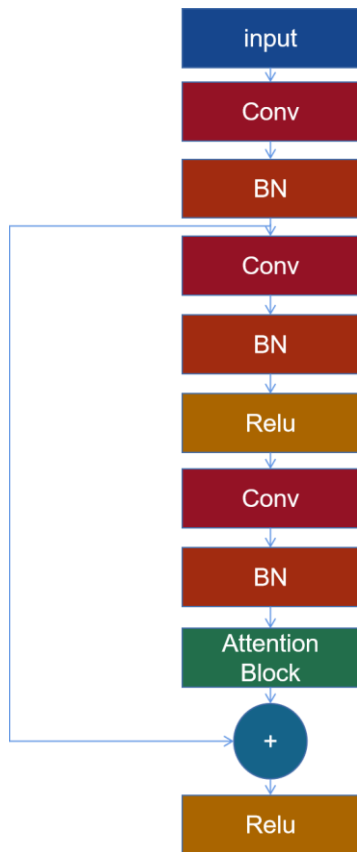 input
Conv
BN
Conv
BN
Relu
Conv
BN
Attention
Block
+
Relu